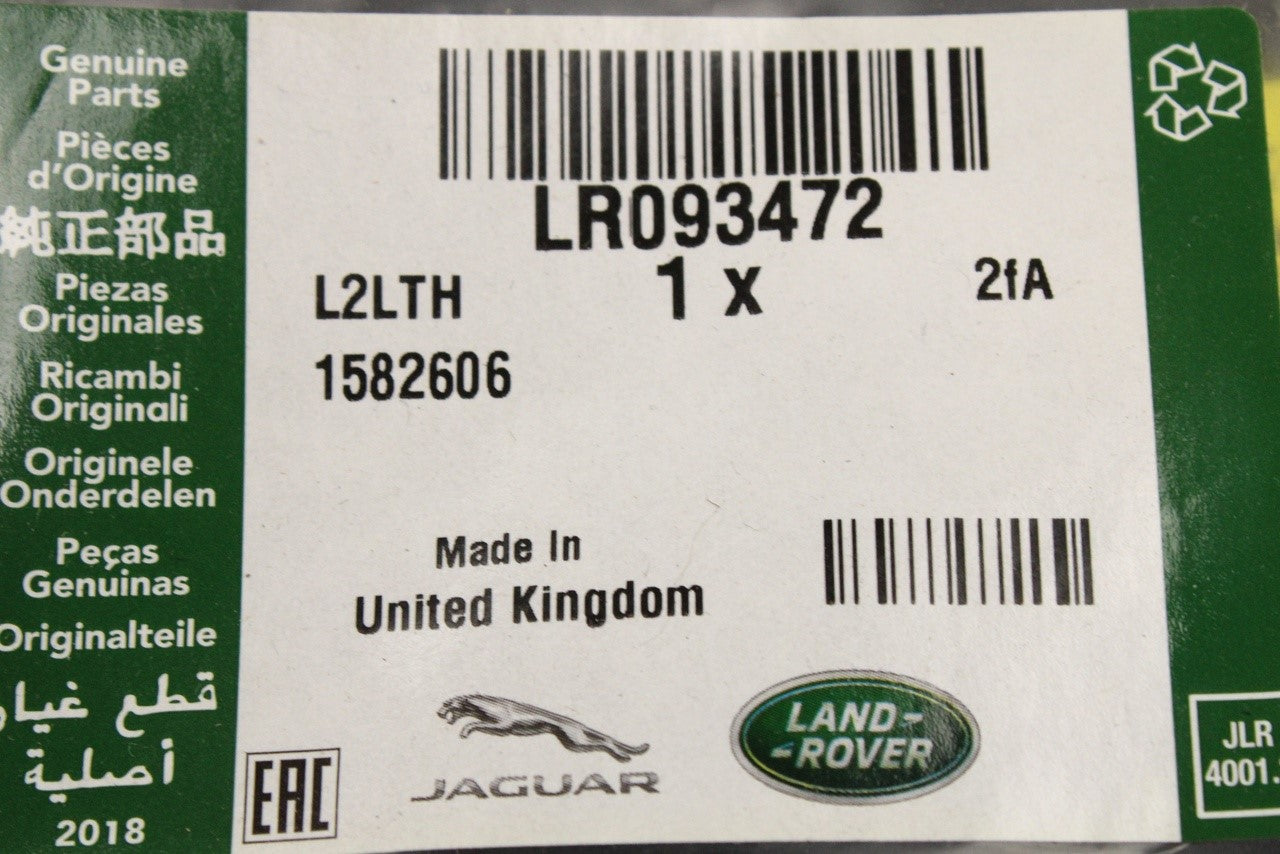 Genuine
Parts
Pièces
d'Origine
純正部品
Piezas
Originales
Ricambi
Originali
Originele
Onderdelen
Peças
Genuinas
Originalteile
قطع غيار
أصلية
2018
LR093472
L2LTH 1 x 2fA
1582606
Made In
United Kingdom
EAC
JAGUAR
LAND-
-ROVER
JLR
4001.